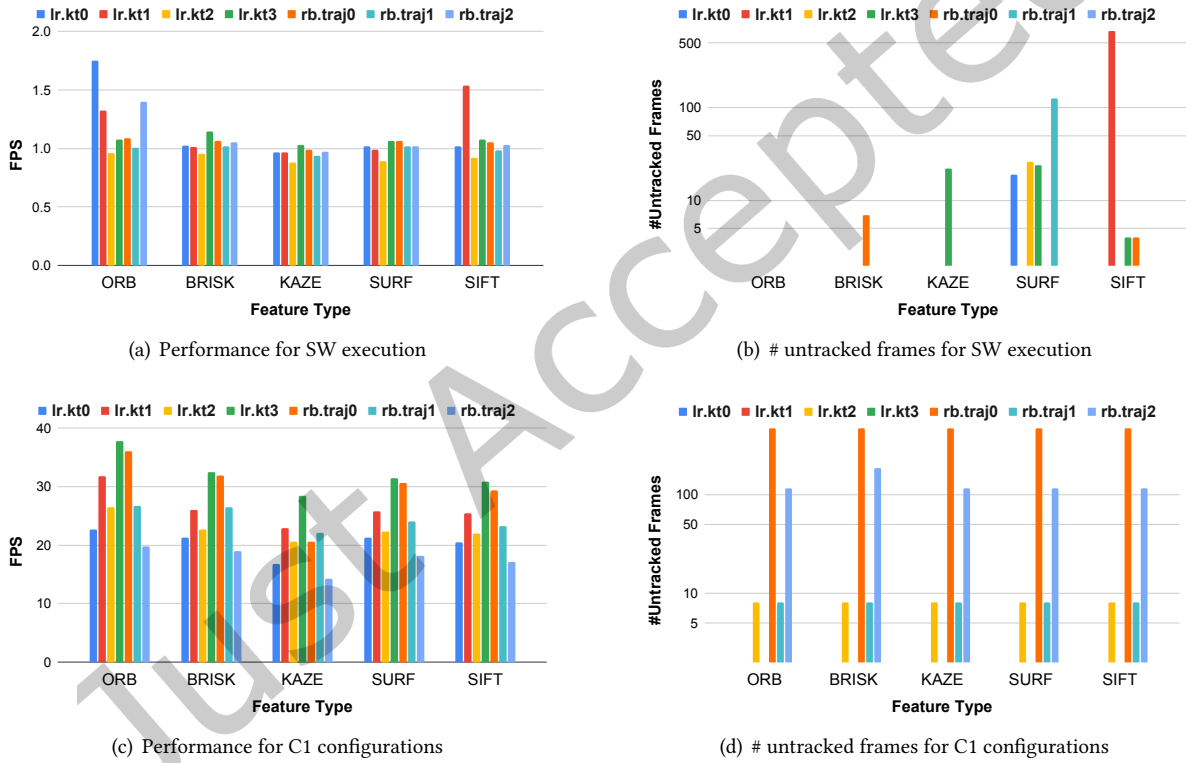 lr.kt0 lr.kt1 lr.kt2 lr.kt3 rb.traj0 rb.traj1 rb.traj2
2.0
1.5
1.0
0.5
0.0
FPS
ORB BRISK KAZE SURF SIFT
Feature Type
(a) Performance for SW execution
lr.kt0 lr.kt1 lr.kt2 lr.kt3 rb.traj0 rb.traj1 rb.traj2
500
100
50
10
5
#Untracked Frames
ORB BRISK KAZE SURF SIFT
Feature Type
(b) # untracked frames for SW execution
lr.kt0 lr.kt1 lr.kt2 lr.kt3 rb.traj0 rb.traj1 rb.traj2
40
30
20
10
0
FPS
ORB BRISK KAZE SURF SIFT
Feature Type
(c) Performance for C1 configurations
lr.kt0 lr.kt1 lr.kt2 lr.kt3 rb.traj0 rb.traj1 rb.traj2
100
50
10
5
#Untracked Frames
ORB BRISK KAZE SURF SIFT
Feature Type
(d) # untracked frames for C1 configurations
Just Accepted